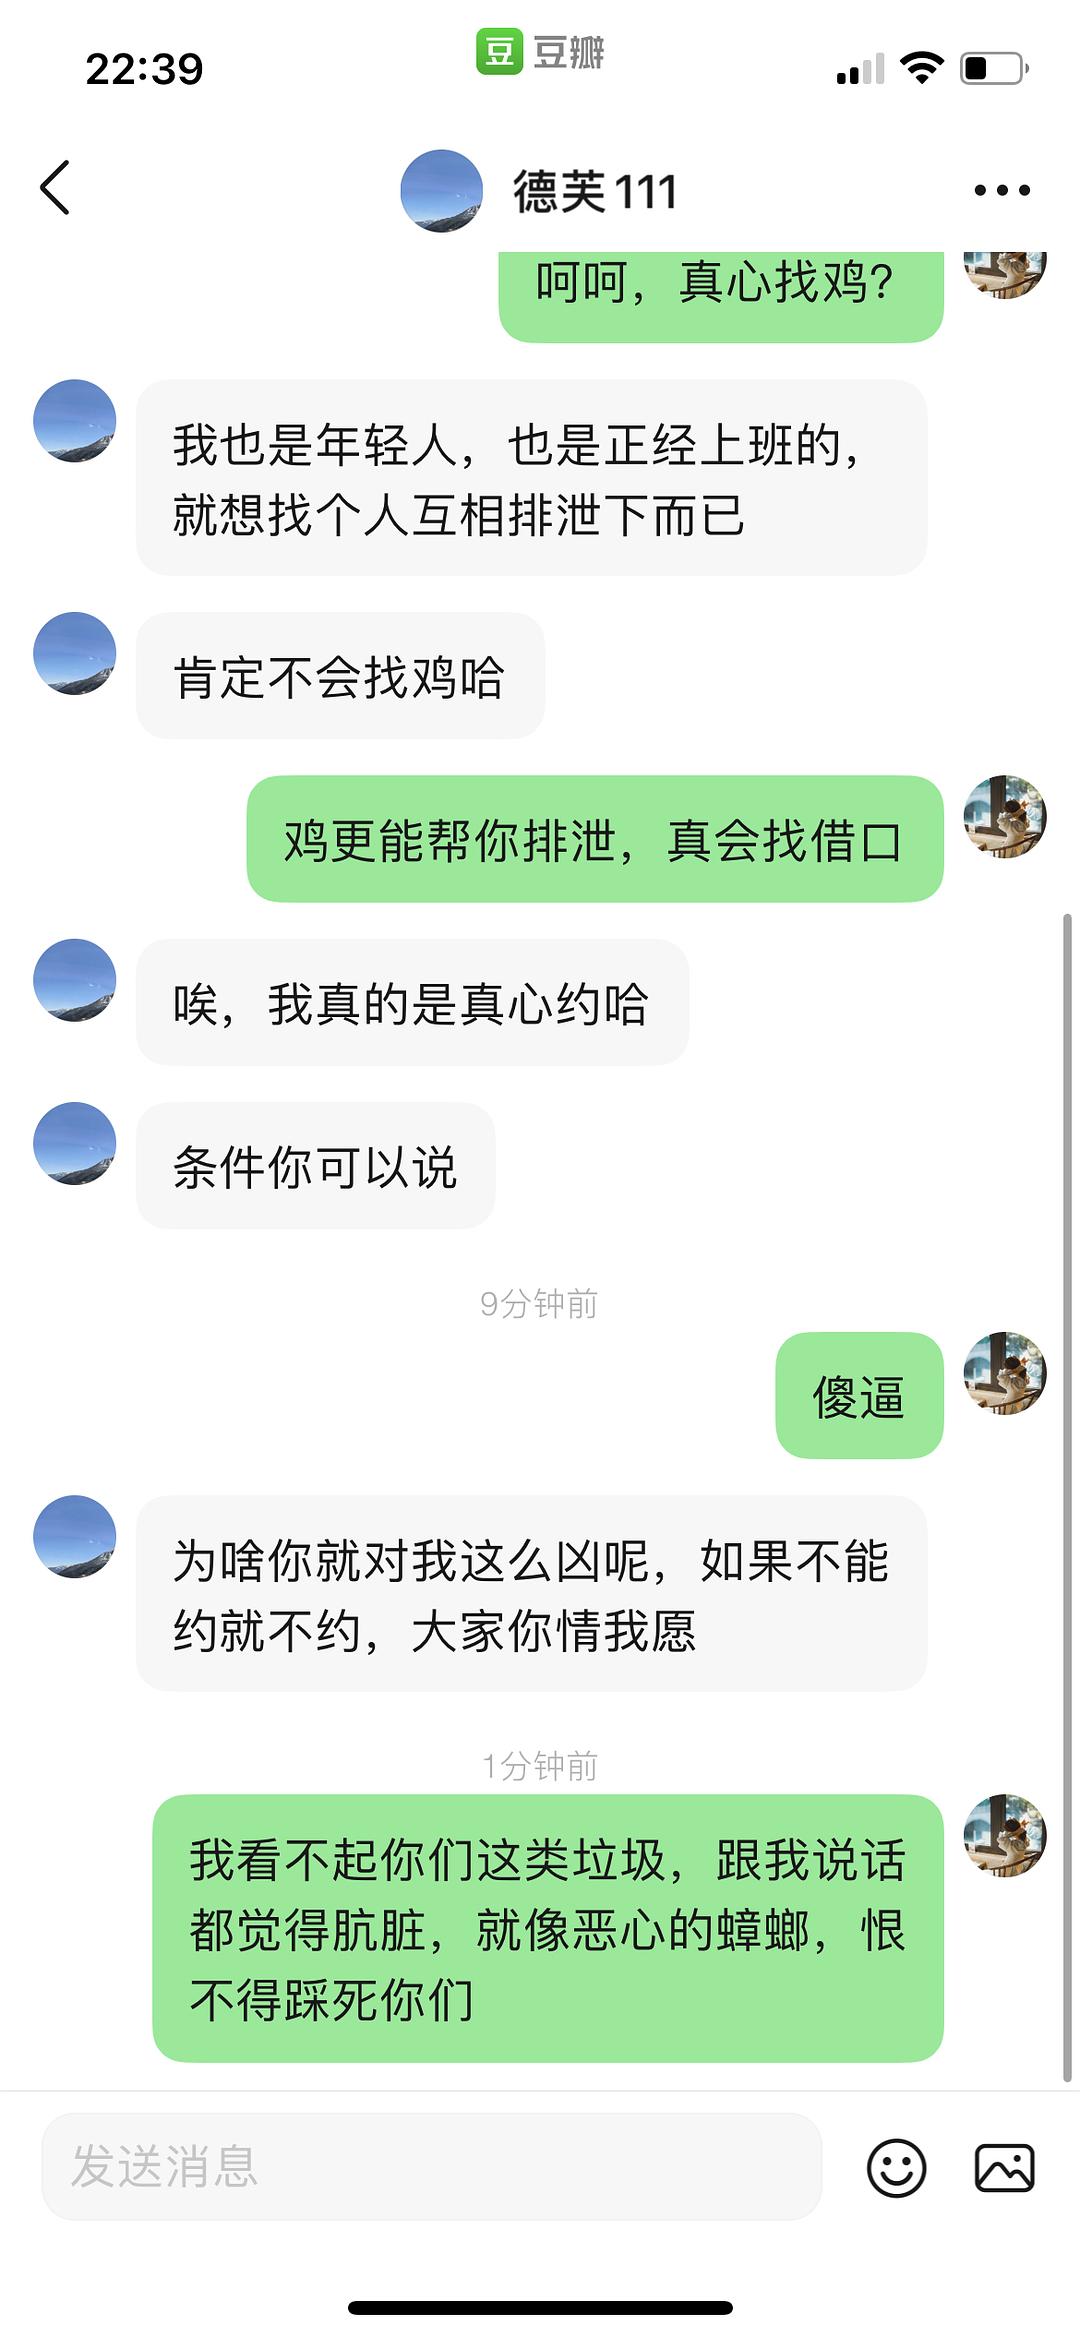 22:39
豆 豆瓣
德芙111
呵呵，真心找鸡？
我也是年轻人，也是正经上班的，
就想找个人互相排泄下而已
肯定不会找鸡哈
鸡更能帮你排泄，真会找借口
唉，我真的是真心约哈
条件你可以说
9分钟前
傻逼
为啥你就对我这么凶呢，如果不能
约就不约，大家你情我愿
1分钟前
我看不起你们这类垃圾，跟我说话
都觉得肮脏，就像恶心的蟑螂，恨
不得踩死你们
发送消息